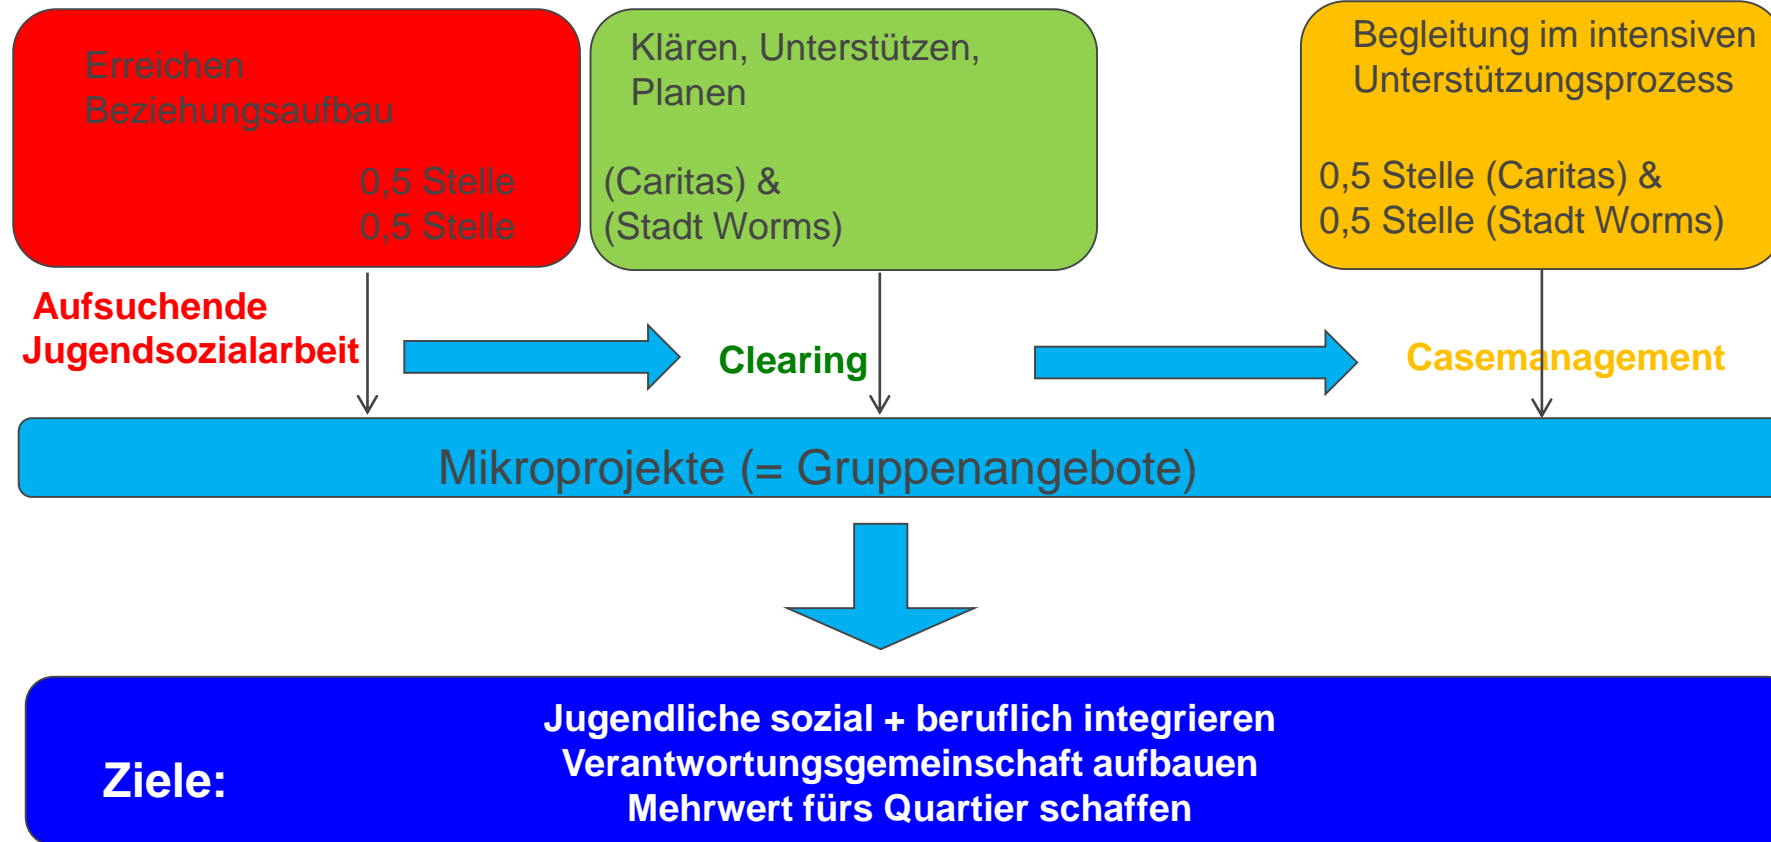 Erreichen
Beziehungsaufbau
0,5 Stelle
0,5 Stelle
Klären, Unterstützen,
Planen
(Caritas) &
(Stadt Worms)
Begleitung im intensiven
Unterstützungsprozess
0,5 Stelle (Caritas) &
0,5 Stelle (Stadt Worms)
Aufsuchende
Jugendsozialarbeit
Clearing
Casemanagement
Mikroprojekte (= Gruppenangebote)
Ziele:
Jugendliche sozial + beruflich integrieren
Verantwortungsgemeinschaft aufbauen
Mehrwert fürs Quartier schaffen